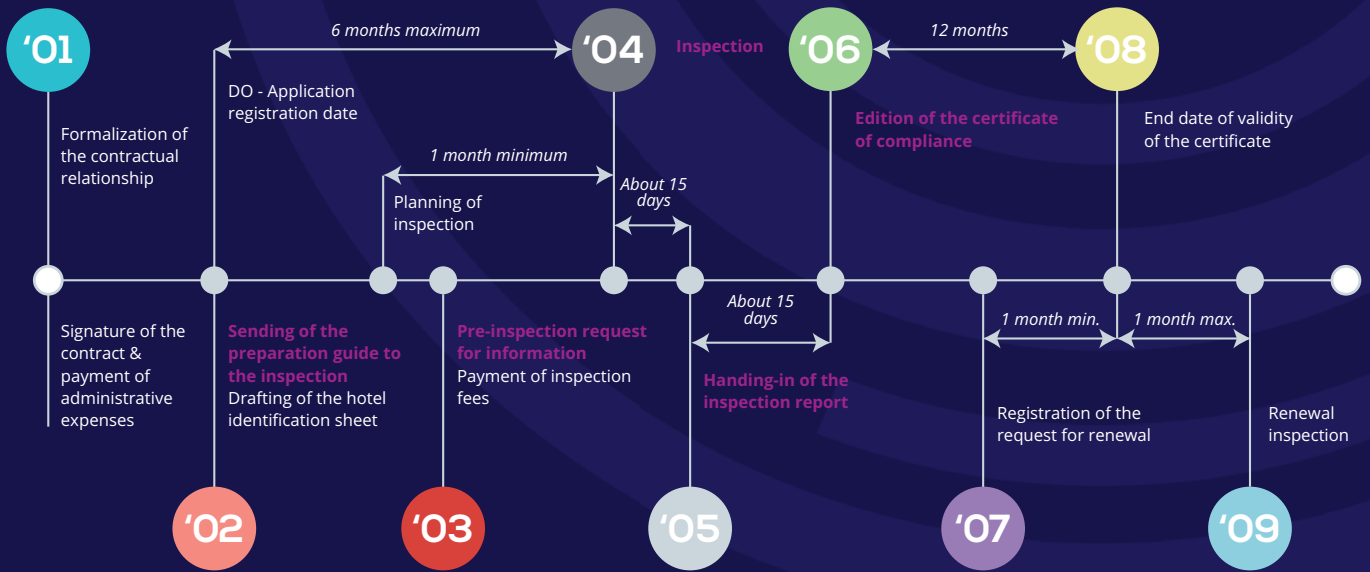 ‘01
Formalization of
the contractual
relationship
Signature of the
contract &
payment of
administrative
expenses
6 months maximum
DO - Application
registration date
Sending of the
preparation guide to
the inspection
Drafting of the hotel
identification sheet
‘02
1 month minimum
Planning of
inspection
Pre-inspection request
for information
Payment of inspection
fees
‘03
‘04
Inspection
About 15
days
About 15
days
Handing-in of the
inspection report
‘05
‘06
Edition of the certificate
of compliance
12 months
1 month min.
Registration of the
request for renewal
‘07
‘08
End date of validity
of the certificate
1 month max.
Renewal
inspection
‘09